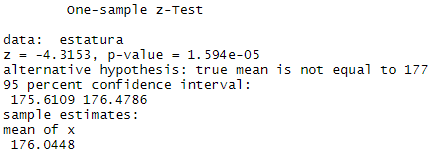 One-sample z-Test
data: estatura
z = -4.3153, p-value = 1.594e-05
alternative hypothesis: true mean is not equal to 177
95 percent confidence interval:
175.6109 176.4786
sample estimates:
mean of x
176.0448